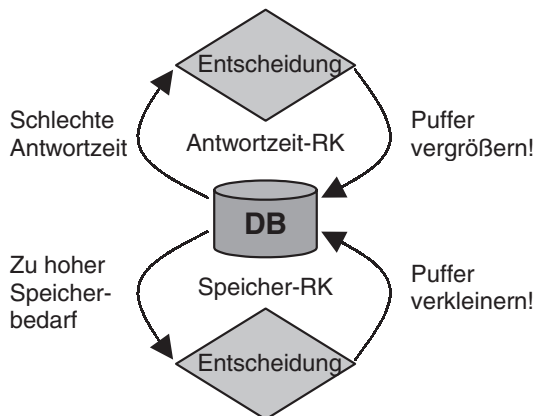 Entscheidung
Schlechte
Antwortzeit
Antwortzeit-RK
Puffer
vergrößern!
DB
Zu hoher
Speicher-
bedarf
Speicher-RK
Puffer
verkleinern!
Entscheidung